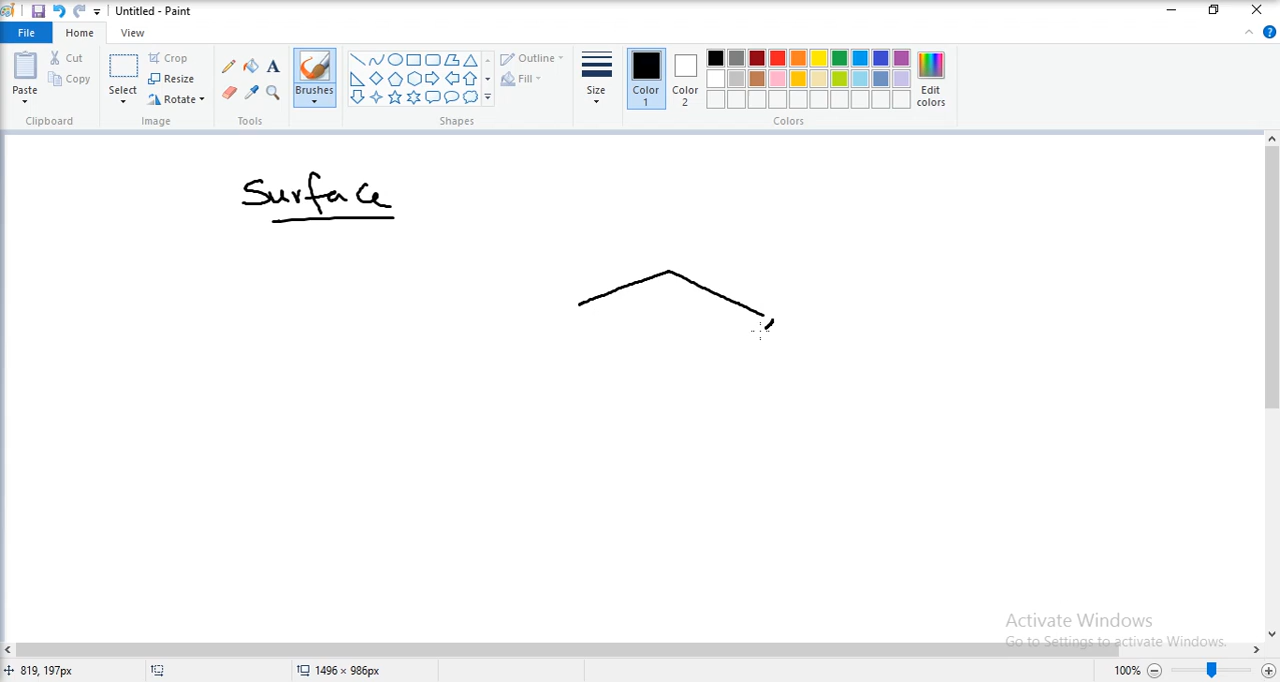 Untitled - Paint
File Home View
Paste Cut Copy Select Crop Resize Rotate Brushes Outline Fill Size Color 1 Color 2 Edit colors
Clipboard Image Tools Shapes Colors
Surface
Activate Windows
Go to Settings to activate Windows.
819, 197px 1496 × 986px 100%